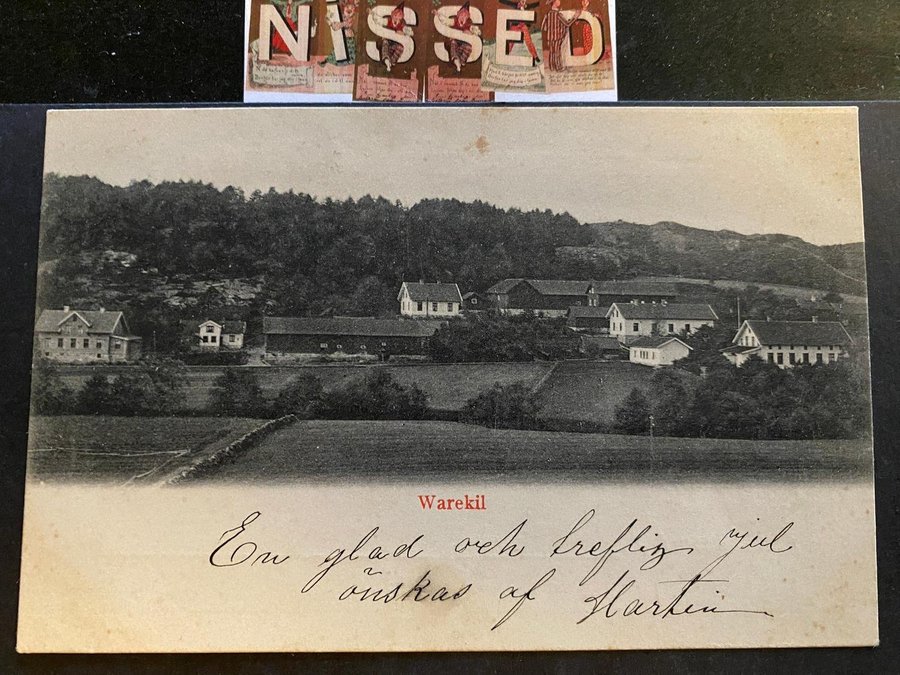 NISSED
Warekil
En glad och treflig jul
önskas af Martin